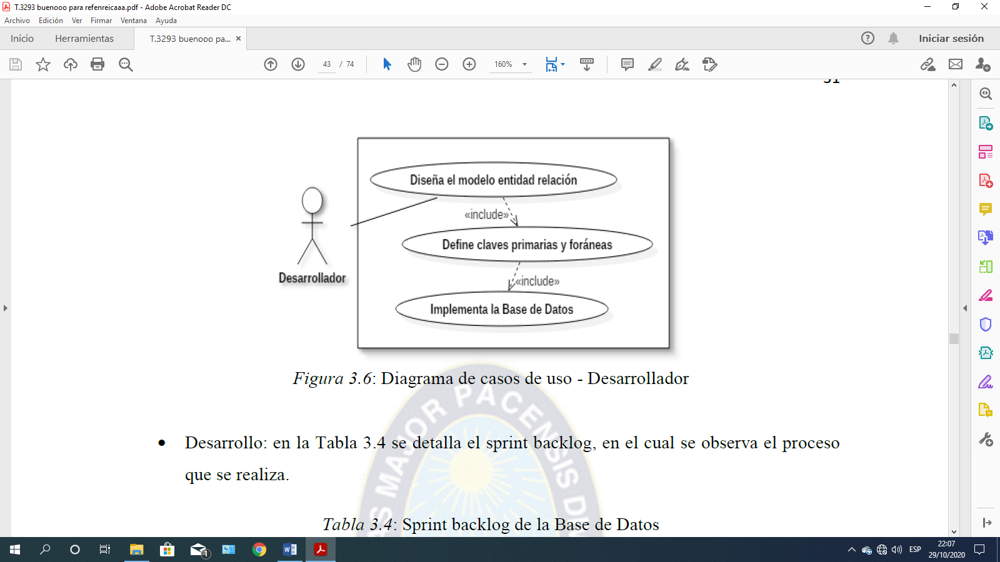 T.3293 buenooo para refenreicaaa.pdf - Adobe Acrobat Reader DC
Archivo Edición Ver Firmar Ventana Ayuda
Inicio Herramientas T.3293 buenooo pa... × Iniciar sesión
43 / 74 160%
Diseña el modelo entidad relación
«include»
Define claves primarias y foráneas
«include»
Implementa la Base de Datos
Desarrollador
Figura 3.6: Diagrama de casos de uso - Desarrollador
• Desarrollo: en la Tabla 3.4 se detalla el sprint backlog, en el cual se observa el proceso
que se realiza.
Tabla 3.4: Sprint backlog de la Base de Datos
MAJOR PACENSIS
1
ESP
22:07
29/10/2020